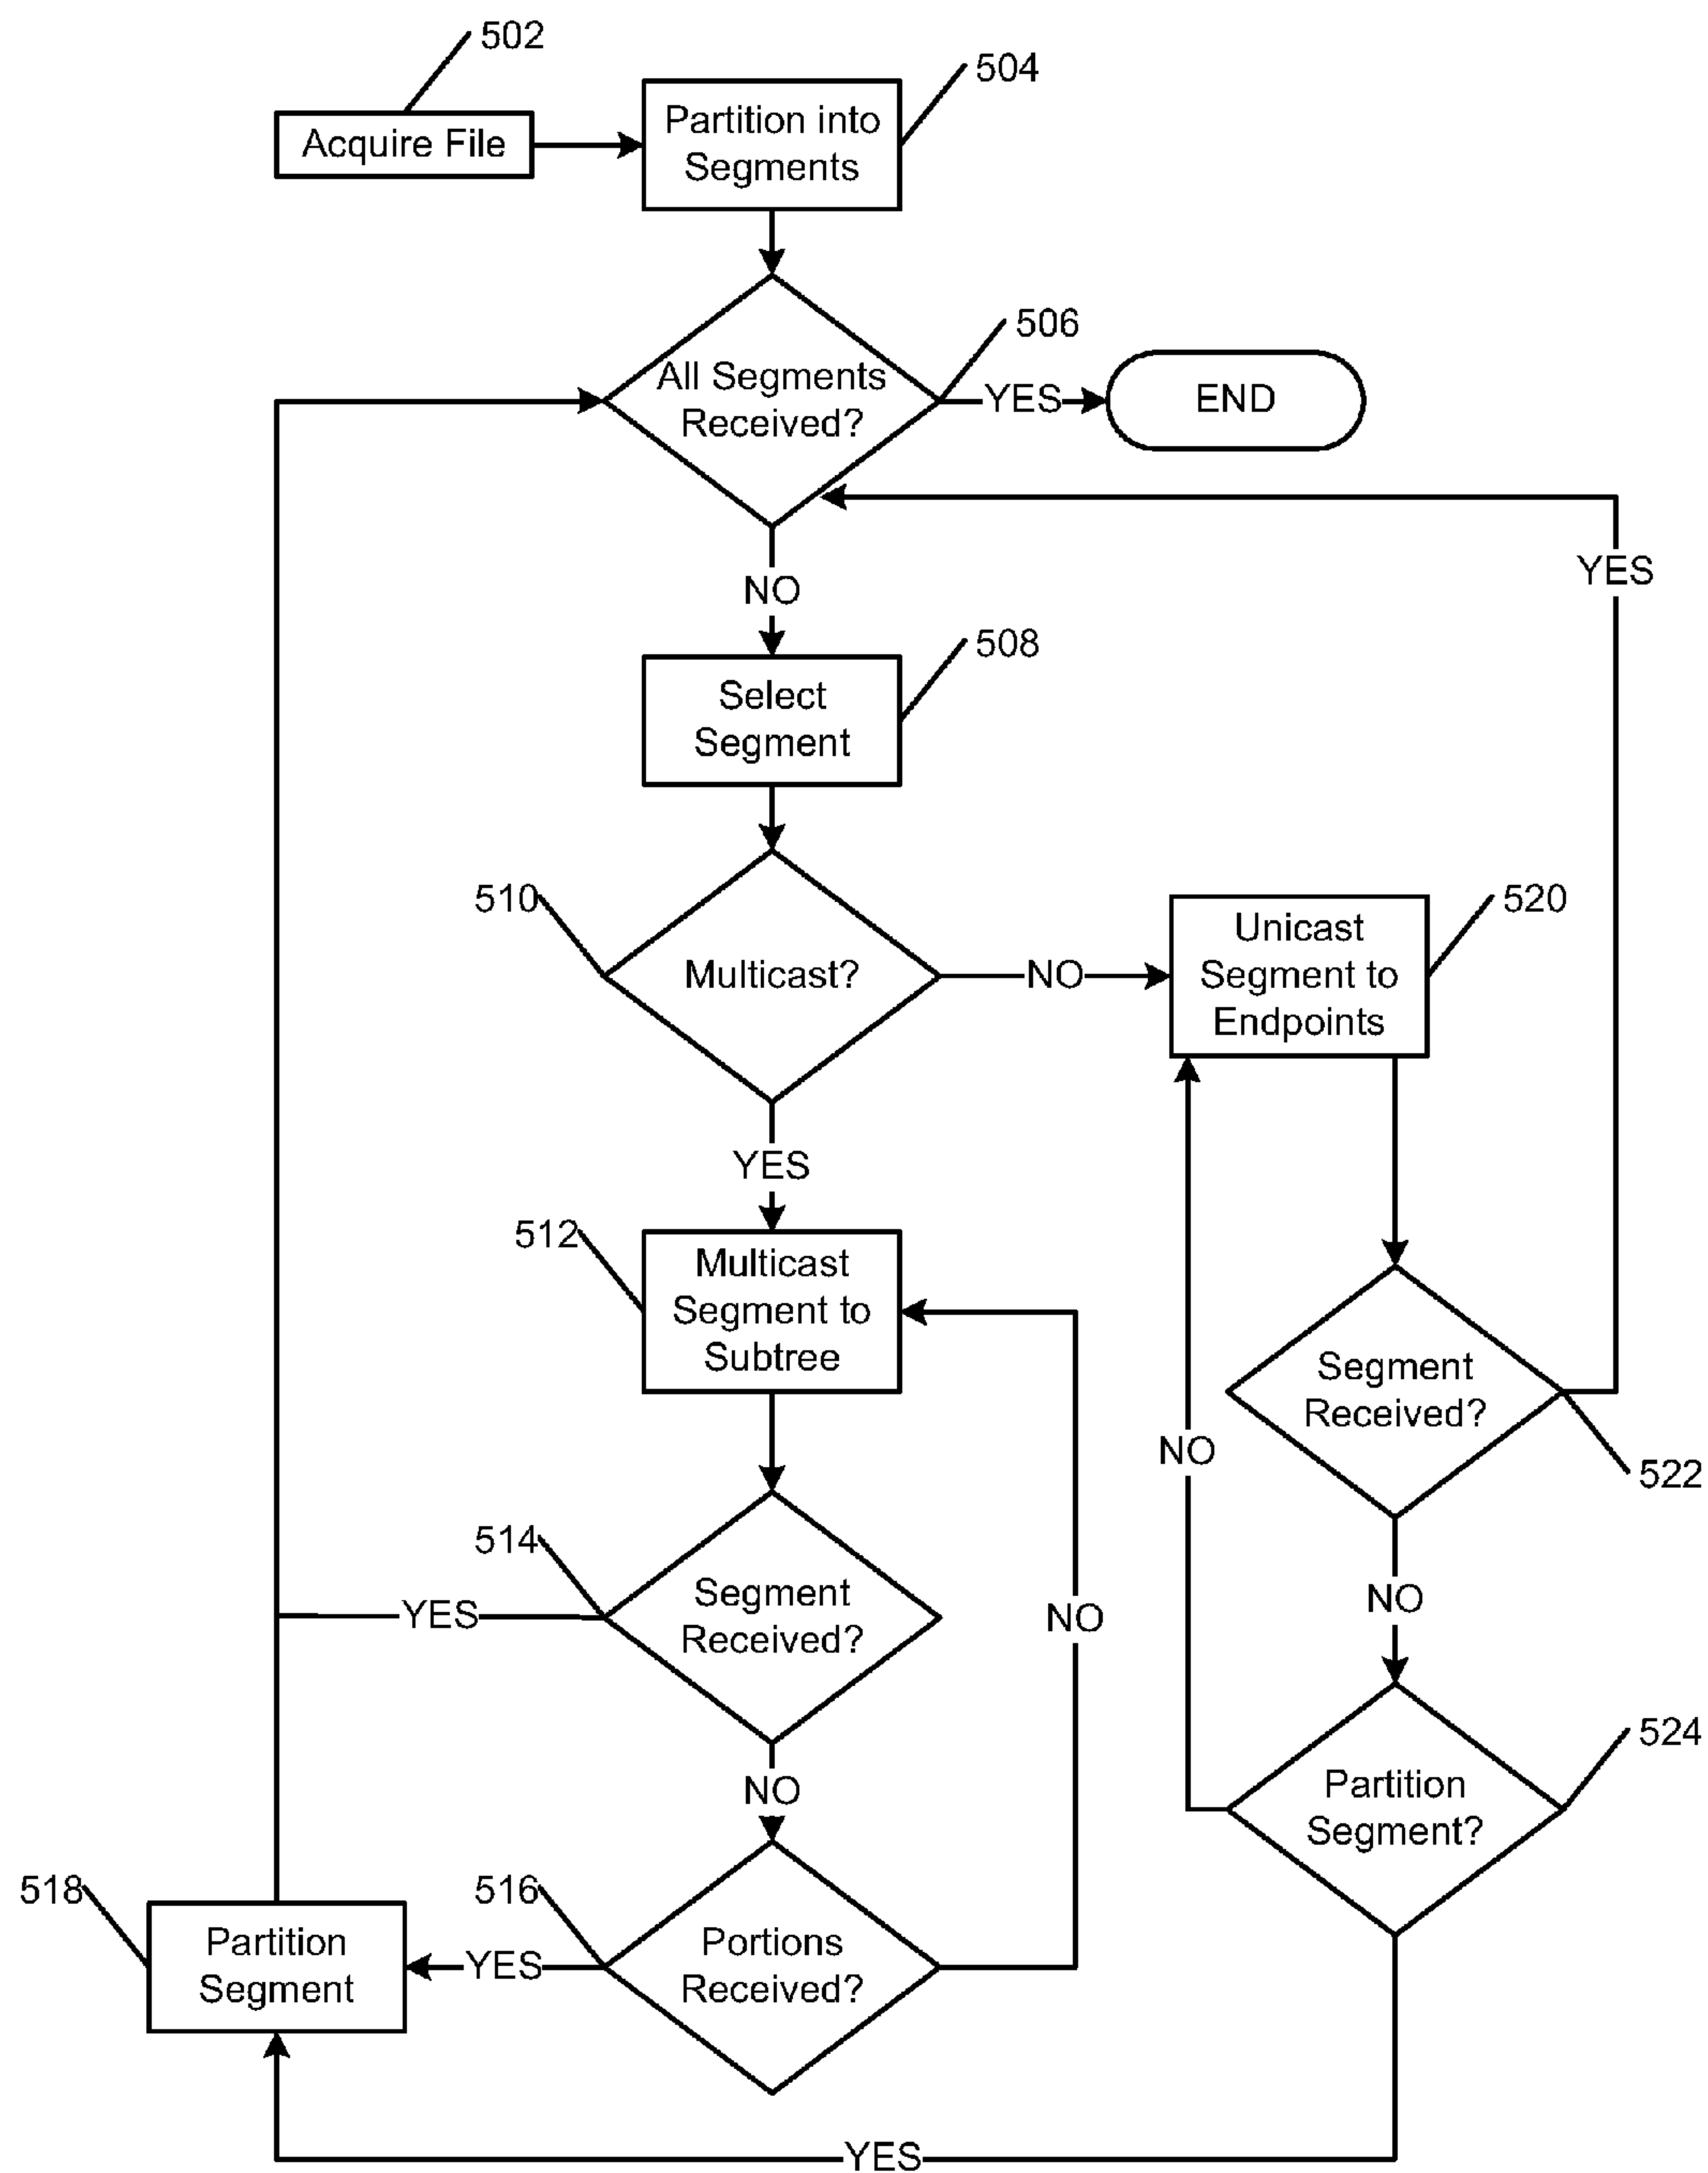 502
504
Acquire File
Partition into
Segments
506
All Segments
Received?
YES
END
YES
NO
508
Select
Segment
510
Multicast?
NO
520
Unicast
Segment to
Endpoints
YES
512
Multicast
Segment to
Subtree
Segment
Received?
522
NO
514
Segment
Received?
YES
NO
NO
NO
524
Partition
Segment?
518
Partition
Segment
516
YES
Portions
Received?
YES